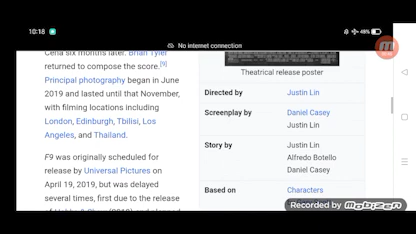 10:18
48%
No internet connection
Cena six months later. Brian Tyler
returned to compose the score.[9]
Principal photography began in June
2019 and lasted until that November,
with filming locations including
London, Edinburgh, Tbilisi, Los
Angeles, and Thailand.
F9 was originally scheduled for
release by Universal Pictures on
April 19, 2019, but was delayed
several times, first due to the release
Theatrical release poster
Directed by
Justin Lin
Screenplay by
Daniel Casey
Justin Lin
Story by
Justin Lin
Alfredo Botello
Daniel Casey
Based on
Characters
Recorded by Mobizen